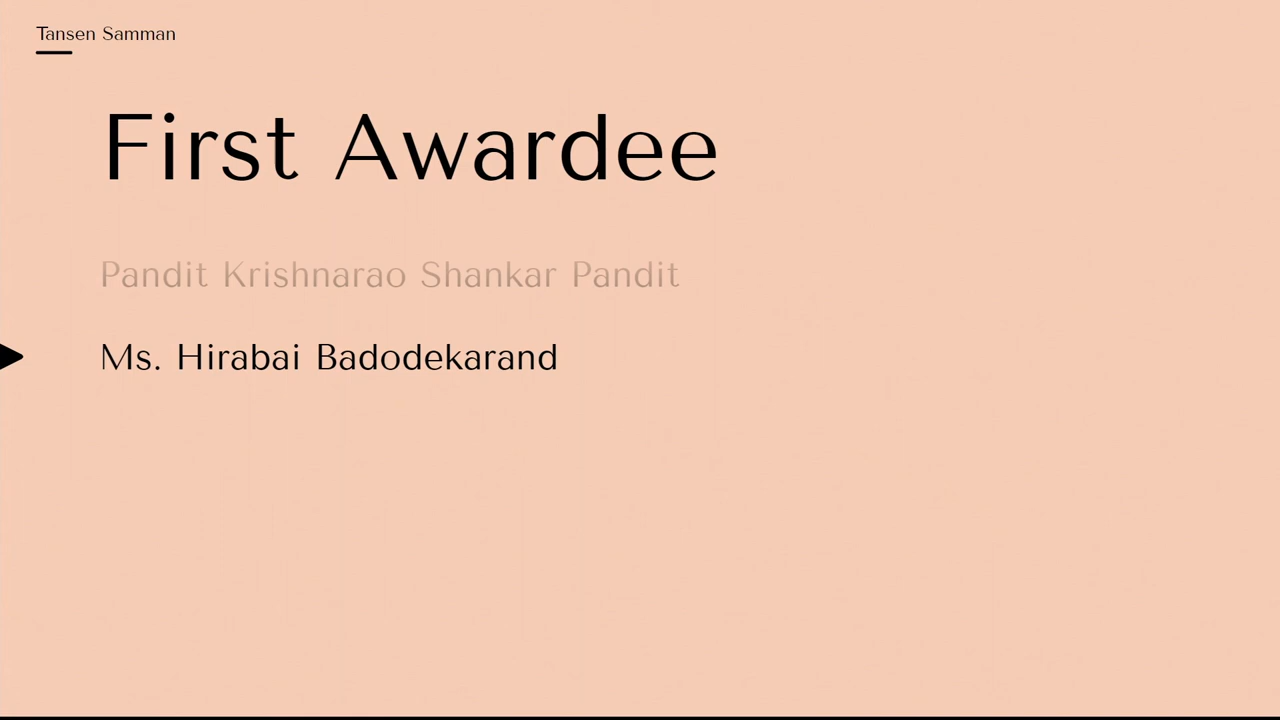 Tansen Samman
First Awardee
Pandit Krishnarao Shankar Pandit
Ms. Hirabai Badodekarand